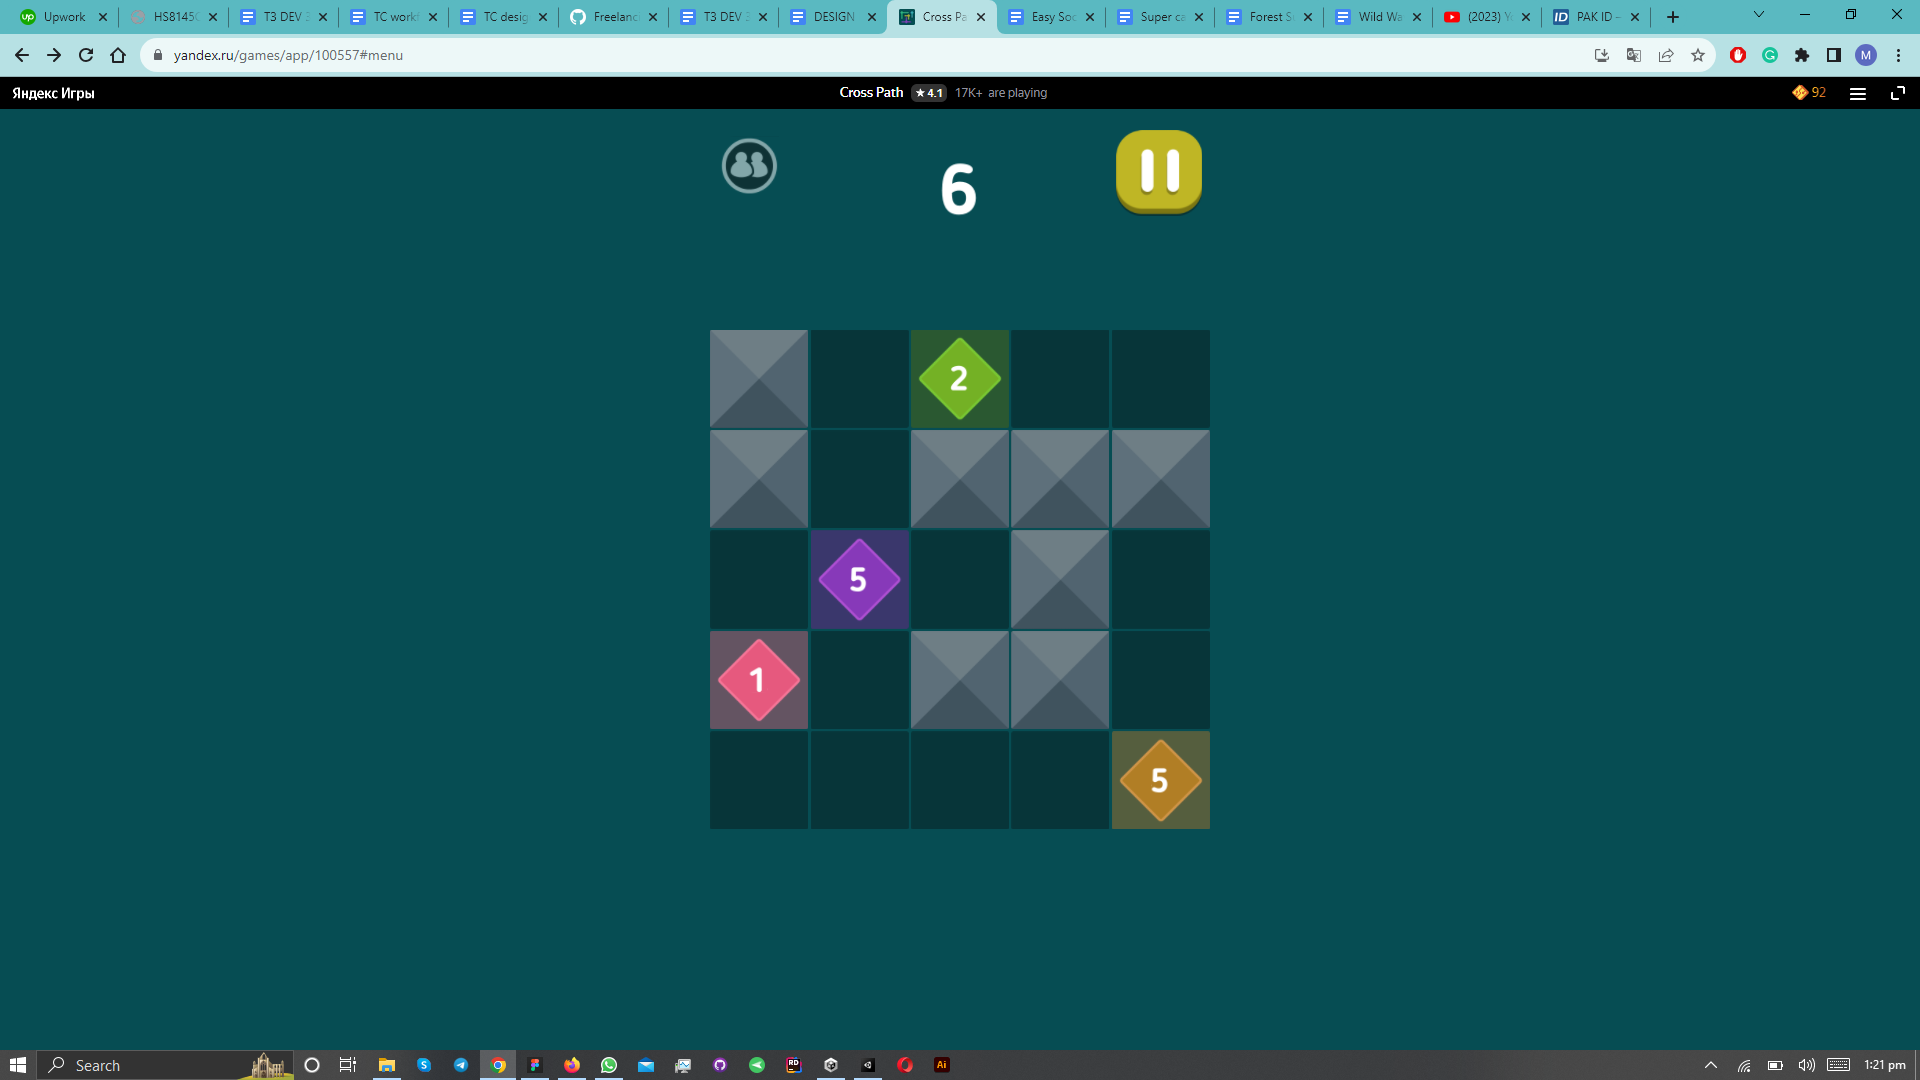 Upwork HS8145C T3 DEV TC work TC desig Freelanc T3 DEV DESIGN Cross Pa Easy Soc Super ca Forest S Wild Wa (2023) Y PAK ID -
yandex.ru/games/app/100557#menu
M
Яндекс Игры Cross Path ★ 4.1 17K+ are playing 92
6
2
5
1
5
Search 1:21 pm